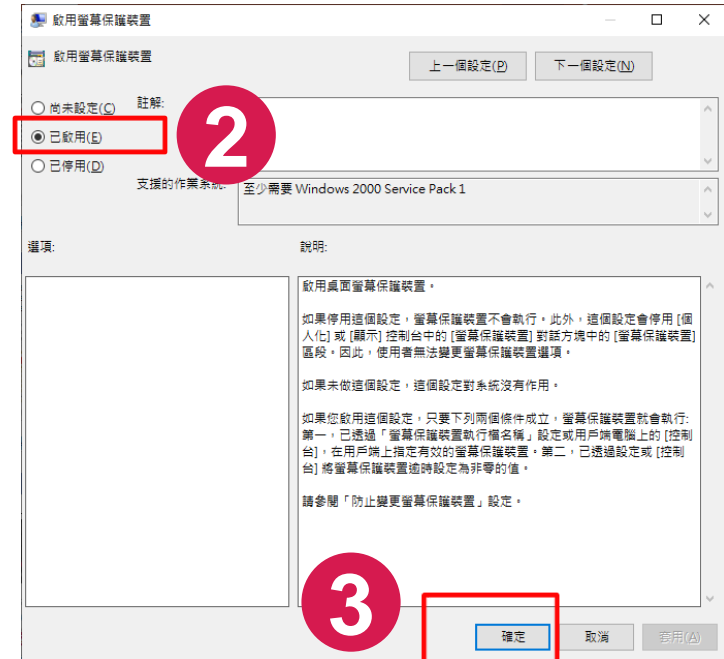 啟用螢幕保護裝置
啟用螢幕保護裝置
上一個設定(P)
下一個設定(N)
尚未設定(C)
註解:
已啟用(E)
2
已停用(D)
支援的作業系統:
至少需要 Windows 2000 Service Pack 1
選項:
說明:
啟用桌面螢幕保護裝置。
如果停用這個設定，螢幕保護裝置不會執行。此外，這個設定會停用 [個
人化] 或 [顯示] 控制台中的 [螢幕保護裝置] 對話方塊中的 [螢幕保護裝置]
區段。因此，使用者無法變更螢幕保護裝置選項。
如果未做這個設定，這個設定對系統沒有作用。
如果您啟用這個設定，只要下列兩個條件成立，螢幕保護裝置就會執行:
第一，已透過「螢幕保護裝置執行檔名稱」設定或用戶端電腦上的 [控制
台]，在用戶端上指定有效的螢幕保護裝置。第二，已透過設定或 [控制
台] 將螢幕保護裝置逾時設定為非零的值。
請參閱「防止變更螢幕保護裝置」設定。
3
確定
取消
套用(A)